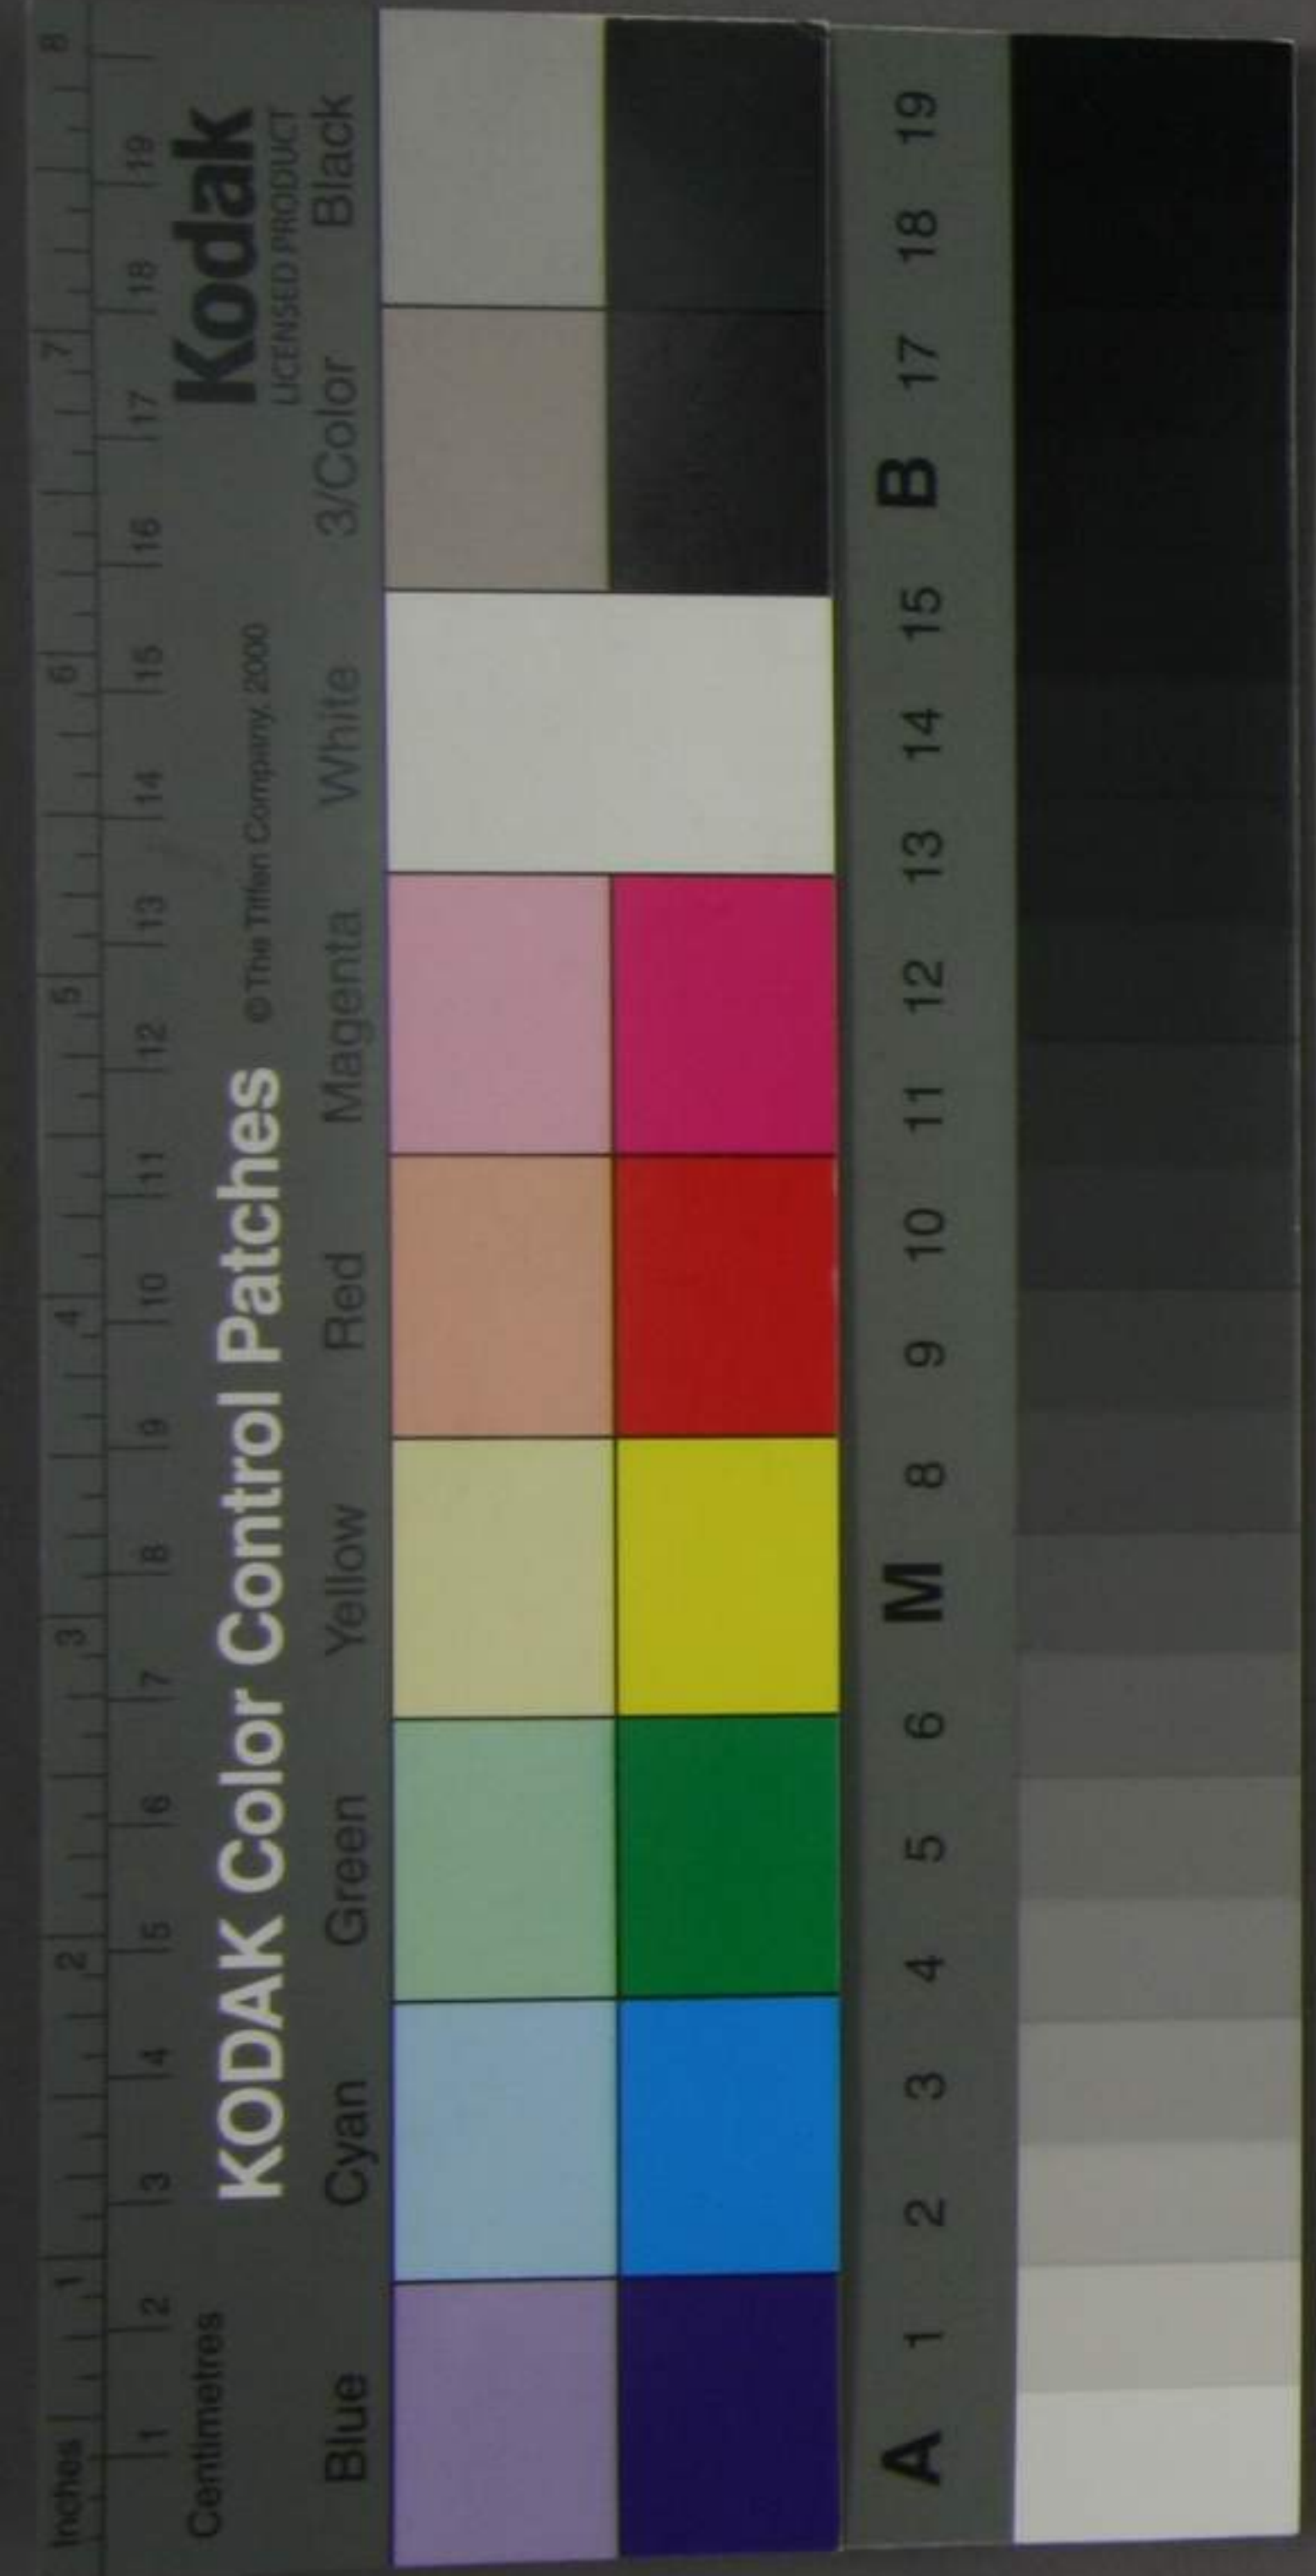 Inches 1 2 3 4 5 6 7 8
1 2 3 4 5 6 7 8 9 10 11 12 13 14 15 16 17 18 19
Centimetres
KODAK Color Control Patches © The Tiffen Company, 2000 Kodak
LICENSED PRODUCT
Blue Cyan Green Yellow Red Magenta White 3/Color Black
A 1 2 3 4 5 6 M 8 9 10 11 12 13 14 15 B 17 18 19